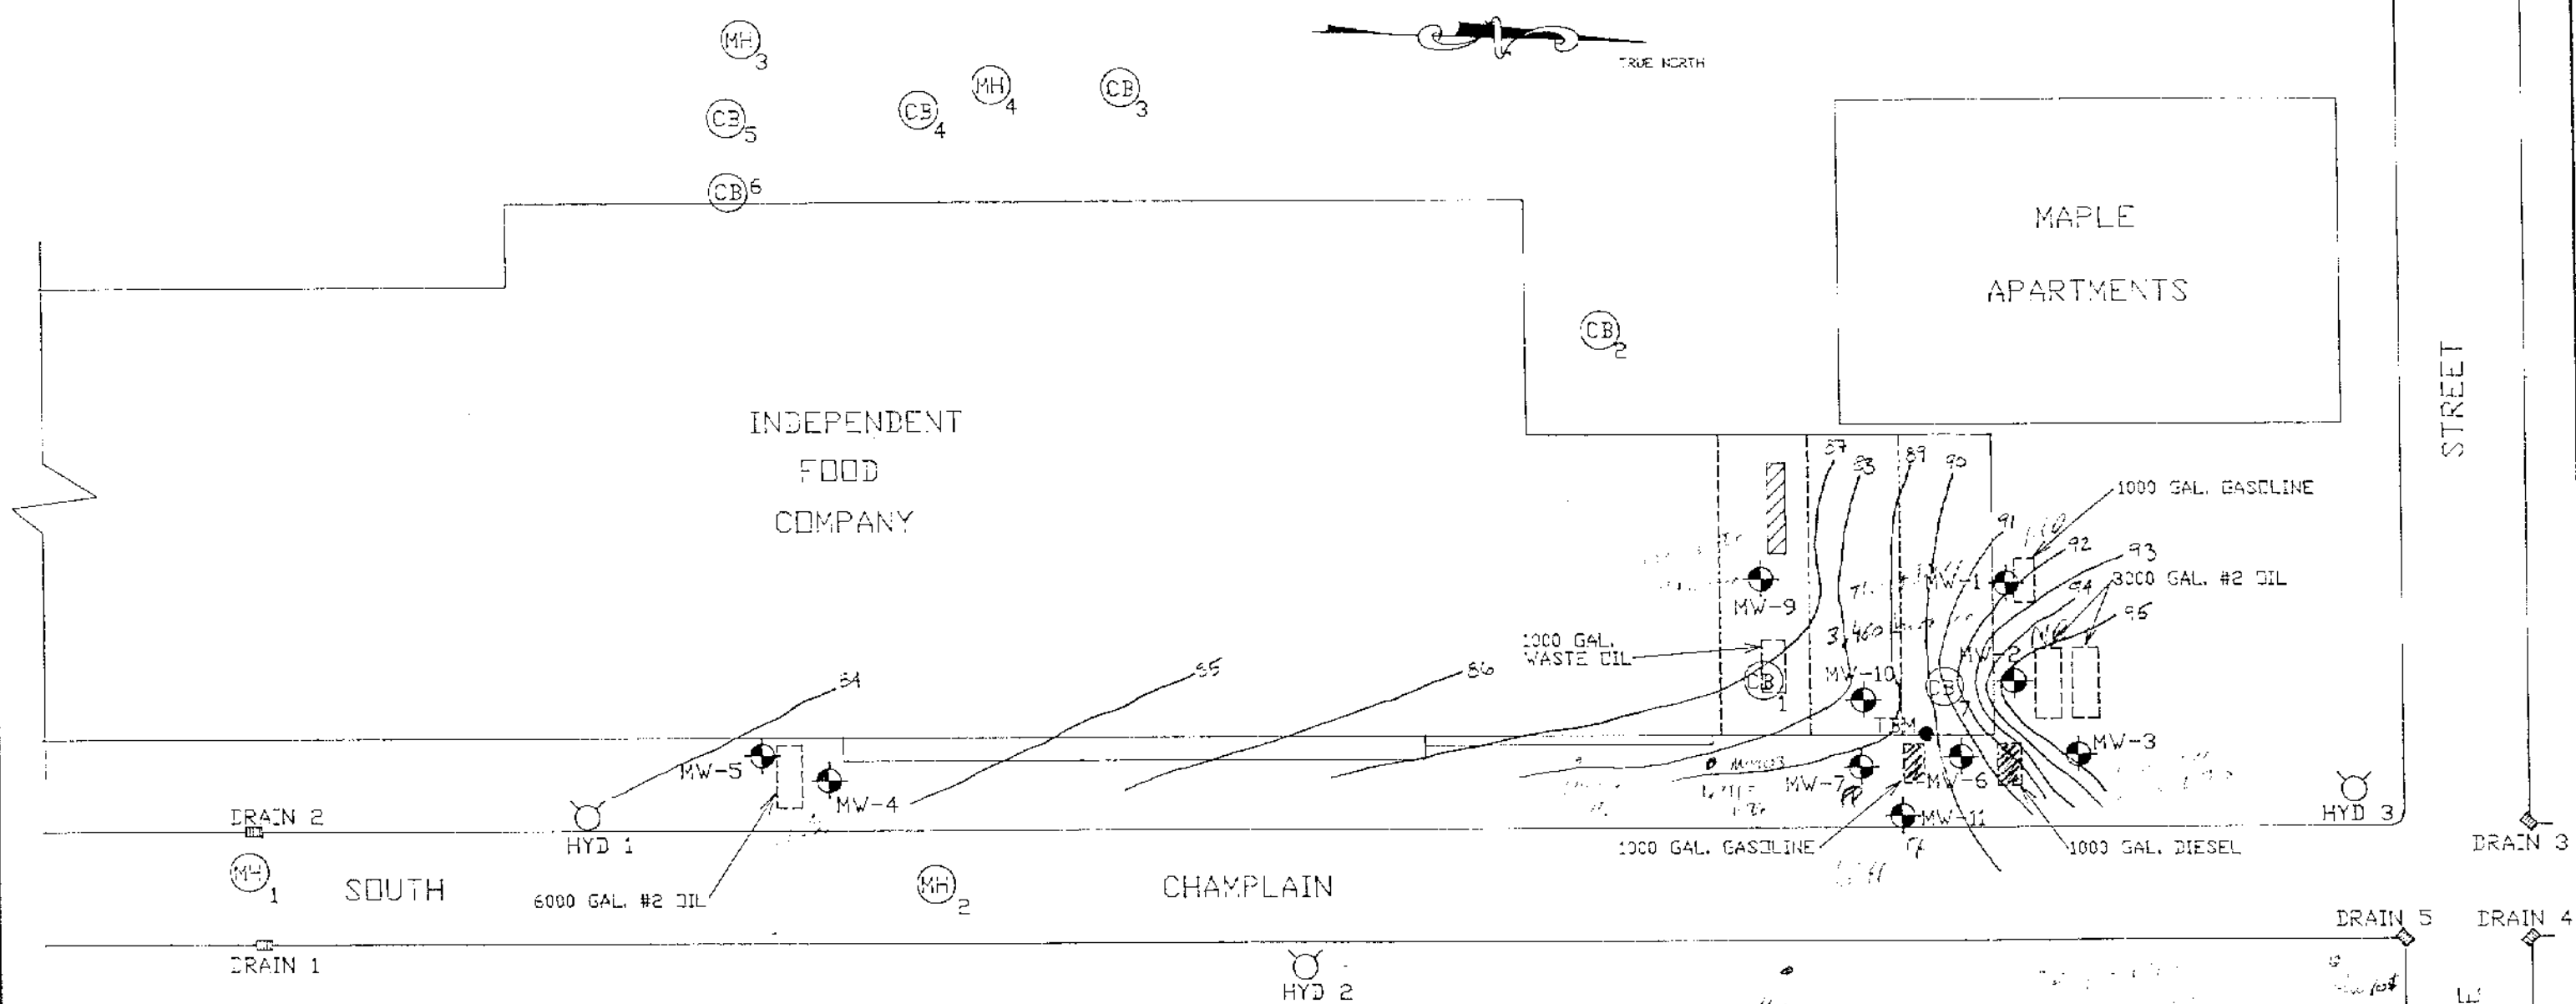 TRUE NORTH
MH 3
CB 5
CB 4
MH 4
CB 3
CB 6
MAPLE
APARTMENTS
CB 2
STREET
INDEPENDENT
FOOD
COMPANY
87
88
89
90
91
92
93
94
95
1000 GAL. GASOLINE
3000 GAL. #2 OIL
MW-1
MW-9
1000 GAL.
WASTE OIL
CB 1
MW-10
MW-2
CB 7
TBM
84
85
86
MW-5
MW-4
MW-7
MW-6
MW-3
MW-11
DRAIN 2
HYD 1
HYD 3
DRAIN 3
1000 GAL. GASOLINE
1000 GAL. DIESEL
MH 1
SOUTH
6000 GAL. #2 OIL
MH 2
CHAMPLAIN
DRAIN 5
DRAIN 4
DRAIN 1
HYD 2